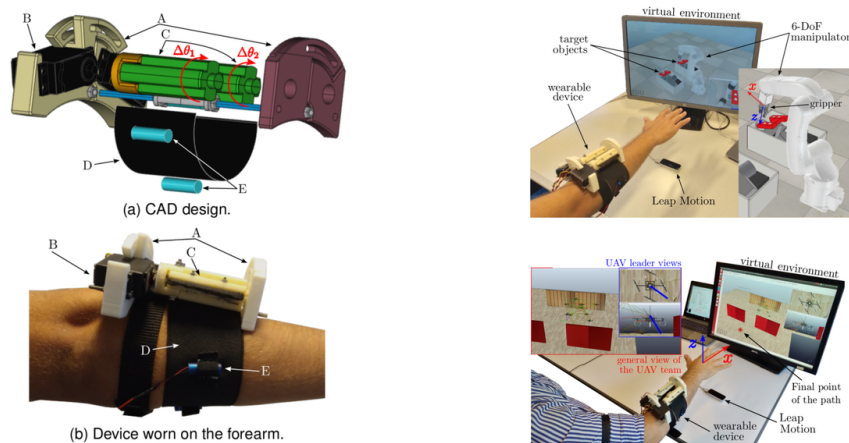 A
B
C
Δθ1
Δθ2
D
E
(a) CAD design.
A
B
C
D
E
(b) Device worn on the forearm.
virtual environment
6-DoF
manipulator
target
objects
wearable
device
x
z
gripper
Leap Motion
UAV leader views
virtual environment
z
x
general view of
the UAV team
Final point
of the path
Leap
Motion
wearable
device